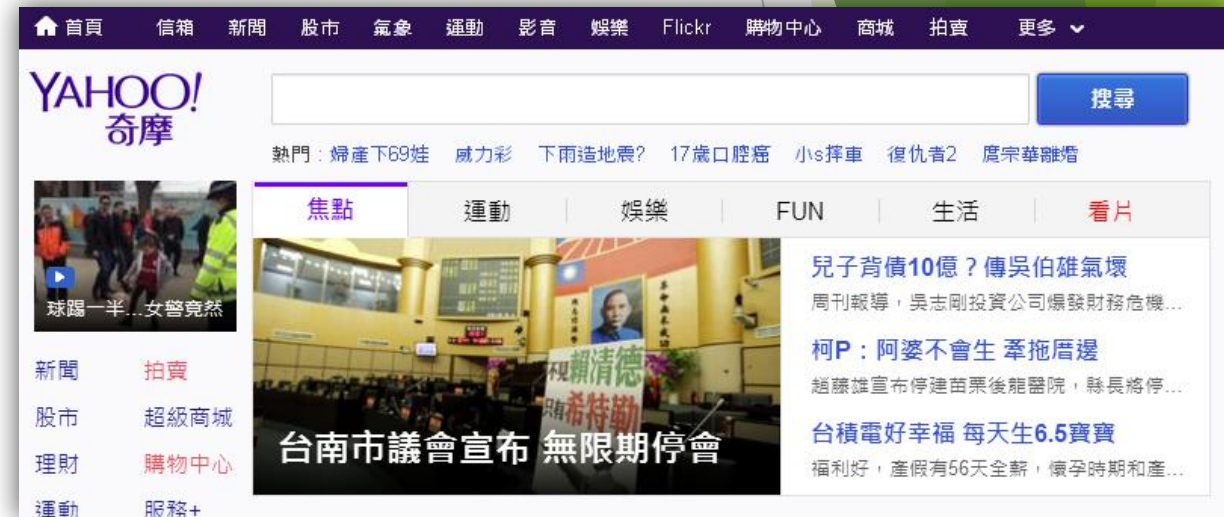 首頁 信箱 新聞 股市 氣象 運動 影音 娛樂 Flickr 購物中心 商城 拍賣 更多
YAHOO!
奇摩
搜尋
熱門：婦產下69娃 威力彩 下雨造地震? 17歲口腔癌 小s摔車 復仇者2 庹宗華離婚
焦點 運動 娛樂 FUN 生活 看片
球踢一半...女警竟然
新聞 拍賣
股市 超級商城
理財 購物中心
運動 服務+
不見賴清德
只有希特勒
台南市議會宣布 無限期停會
兒子背債10億？傳吳伯雄氣壞
周刊報導，吳志剛投資公司爆發財務危機...
柯P：阿婆不會生 牽拖厝邊
趙藤雄宣布停建苗栗後龍醫院，縣長將停...
台積電好幸福 每天生6.5寶寶
福利好，產假有56天全薪，懷孕時期和產...